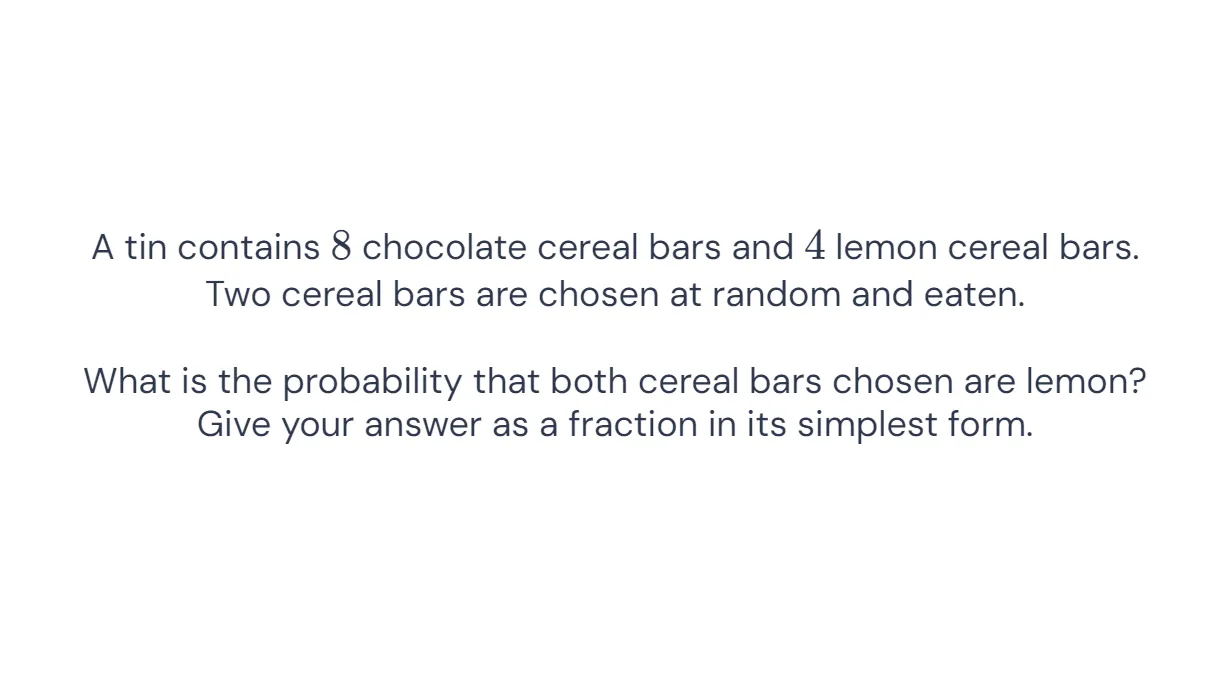 A tin contains 8 chocolate cereal bars and 4 lemon cereal bars.
Two cereal bars are chosen at random and eaten.
What is the probability that both cereal bars chosen are lemon?
Give your answer as a fraction in its simplest form.